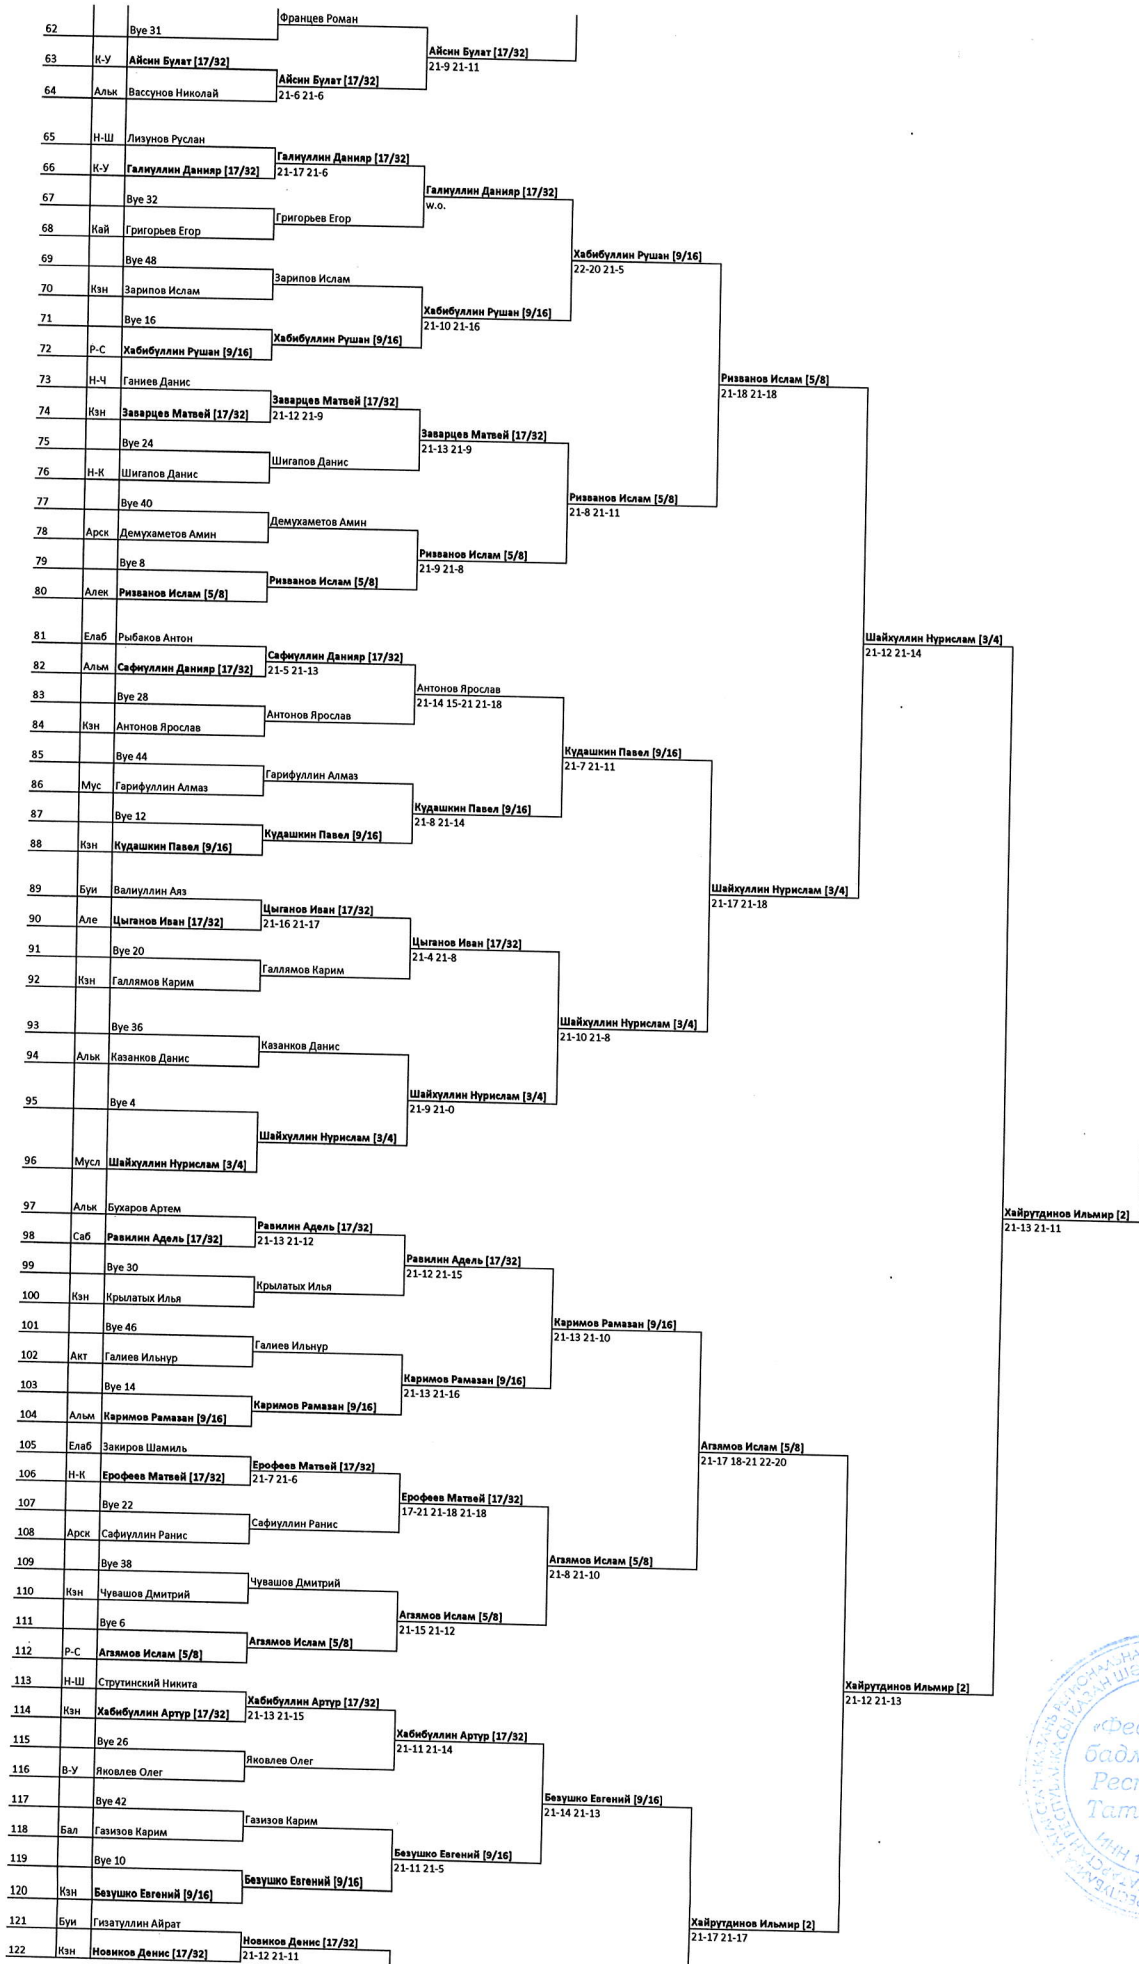 Францев Роман
62 Bye 31
Айсин Булат [17/32]
21-9 21-11
63 К-У Айсин Булат [17/32]
Айсин Булат [17/32]
21-6 21-6
64 Альк Вассунов Николай
65 Н-Ш Лизунов Руслан
Галиуллин Данияр [17/32]
21-17 21-6
66 К-У Галиуллин Данияр [17/32]
Галиуллин Данияр [17/32]
w.o.
67 Bye 32
Григорьев Егор
68 Кай Григорьев Егор
Хабибуллин Рушан [9/16]
22-20 21-5
69 Bye 48
Зарипов Ислам
70 Кзн Зарипов Ислам
Хабибуллин Рушан [9/16]
21-10 21-16
71 Bye 16
Хабибуллин Рушан [9/16]
72 Р-С Хабибуллин Рушан [9/16]
Ризванов Ислам [5/8]
21-18 21-18
73 Н-Ч Ганиев Данис
Заварцев Матвей [17/32]
21-12 21-9
74 Кзн Заварцев Матвей [17/32]
Заварцев Матвей [17/32]
21-13 21-9
75 Bye 24
Шигапов Данис
76 Н-К Шигапов Данис
Ризванов Ислам [5/8]
21-8 21-11
77 Bye 40
Демухаметов Амин
78 Арск Демухаметов Амин
Ризванов Ислам [5/8]
21-9 21-8
79 Bye 8
Ризванов Ислам [5/8]
80 Алек Ризванов Ислам [5/8]
Шайхуллин Нурислам [3/4]
21-12 21-14
81 Елаб Рыбаков Антон
Сафиуллин Данияр [17/32]
21-5 21-13
82 Альм Сафиуллин Данияр [17/32]
Антонов Ярослав
21-14 15-21 21-18
83 Bye 28
Антонов Ярослав
84 Кзн Антонов Ярослав
Кудашкин Павел [9/16]
21-7 21-11
85 Bye 44
Гарифуллин Алмаз
86 Мус Гарифуллин Алмаз
Кудашкин Павел [9/16]
21-8 21-14
87 Bye 12
Кудашкин Павел [9/16]
88 Кзн Кудашкин Павел [9/16]
Шайхуллин Нурислам [3/4]
21-17 21-18
89 Буи Валиуллин Аяз
Цыганов Иван [17/32]
21-16 21-17
90 Але Цыганов Иван [17/32]
Цыганов Иван [17/32]
21-4 21-8
91 Bye 20
Галлямов Карим
92 Кзн Галлямов Карим
Шайхуллин Нурислам [3/4]
21-10 21-8
93 Bye 36
Казанков Данис
94 Альк Казанков Данис
Шайхуллин Нурислам [3/4]
21-9 21-0
95 Bye 4
Шайхуллин Нурислам [3/4]
96 Мусл Шайхуллин Нурислам [3/4]
Хайрутдинов Ильмир [2]
21-13 21-11
97 Альк Бухаров Артем
Равилин Адель [17/32]
21-13 21-12
98 Саб Равилин Адель [17/32]
Равилин Адель [17/32]
21-12 21-15
99 Bye 30
Крылатых Илья
100 Кзн Крылатых Илья
Каримов Рамазан [9/16]
21-13 21-10
101 Bye 46
Галиев Ильнур
102 Акт Галиев Ильнур
Каримов Рамазан [9/16]
21-13 21-16
103 Bye 14
Каримов Рамазан [9/16]
104 Альм Каримов Рамазан [9/16]
Агзямов Ислам [5/8]
21-17 18-21 22-20
105 Елаб Закиров Шамиль
Ерофеев Матвей [17/32]
21-7 21-6
106 Н-К Ерофеев Матвей [17/32]
Ерофеев Матвей [17/32]
17-21 21-18 21-18
107 Bye 22
Сафиуллин Ранис
108 Арск Сафиуллин Ранис
Агзямов Ислам [5/8]
21-8 21-10
109 Bye 38
Чувашов Дмитрий
110 Кзн Чувашов Дмитрий
Агзямов Ислам [5/8]
21-15 21-12
111 Bye 6
Агзямов Ислам [5/8]
112 Р-С Агзямов Ислам [5/8]
Хайрутдинов Ильмир [2]
21-12 21-13
113 Н-Ш Струтинский Никита
Хабибуллин Артур [17/32]
21-13 21-15
114 Кзн Хабибуллин Артур [17/32]
Хабибуллин Артур [17/32]
21-11 21-14
115 Bye 26
Яковлев Олег
116 В-У Яковлев Олег
Безушко Евгений [9/16]
21-14 21-13
117 Bye 42
Газизов Карим
118 Бал Газизов Карим
Безушко Евгений [9/16]
21-11 21-5
119 Bye 10
Безушко Евгений [9/16]
120 Кзн Безушко Евгений [9/16]
Хайрутдинов Ильмир [2]
21-17 21-17
121 Буи Гизатуллин Айрат
Новиков Денис [17/32]
21-12 21-11
122 Кзн Новиков Денис [17/32]